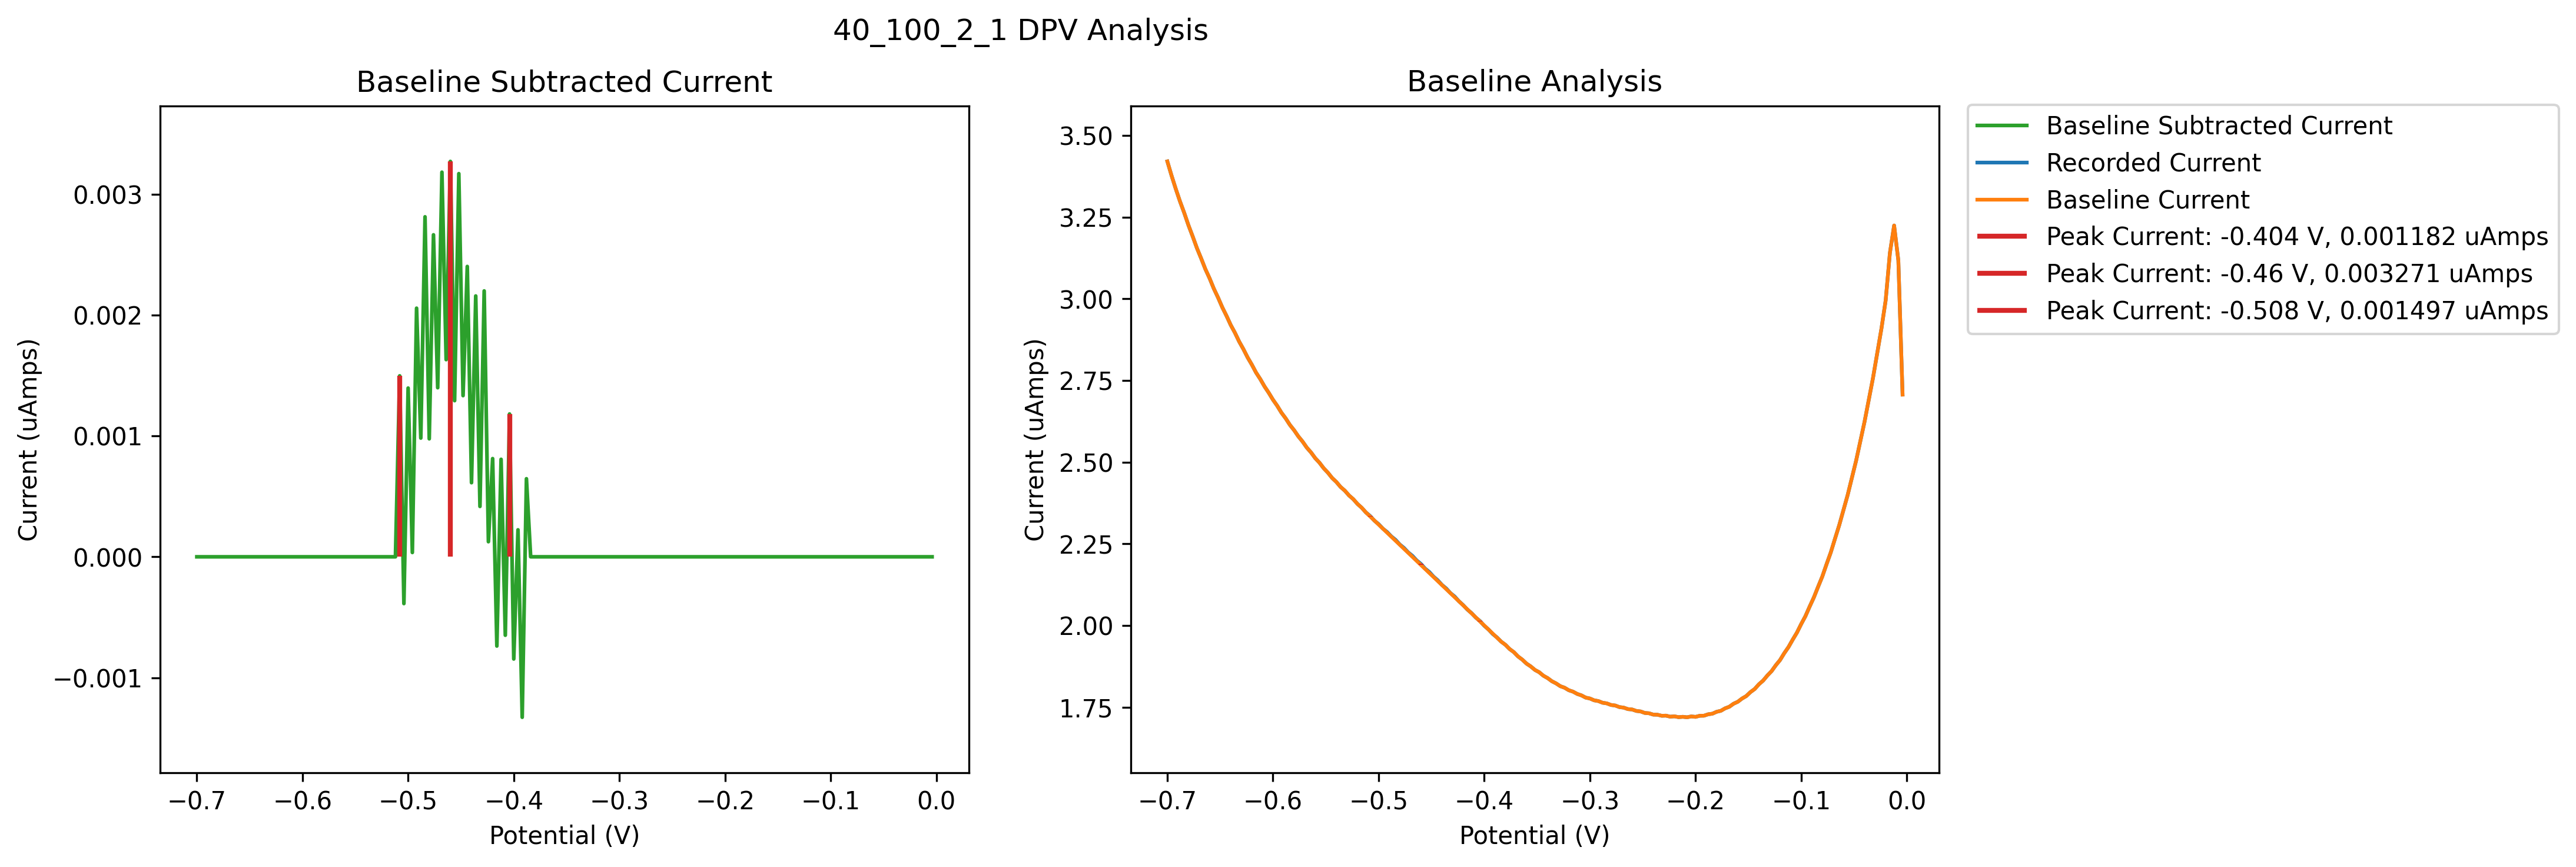 40_100_2_1 DPV Analysis
Baseline Subtracted Current
Current (uAmps)
0.003
0.002
0.001
0.000
−0.001
−0.7 −0.6 −0.5 −0.4 −0.3 −0.2 −0.1 0.0
Potential (V)
Baseline Analysis
Current (uAmps)
3.50
3.25
3.00
2.75
2.50
2.25
2.00
1.75
−0.7 −0.6 −0.5 −0.4 −0.3 −0.2 −0.1 0.0
Potential (V)
Baseline Subtracted Current
Recorded Current
Baseline Current
Peak Current: -0.404 V, 0.001182 uAmps
Peak Current: -0.46 V, 0.003271 uAmps
Peak Current: -0.508 V, 0.001497 uAmps